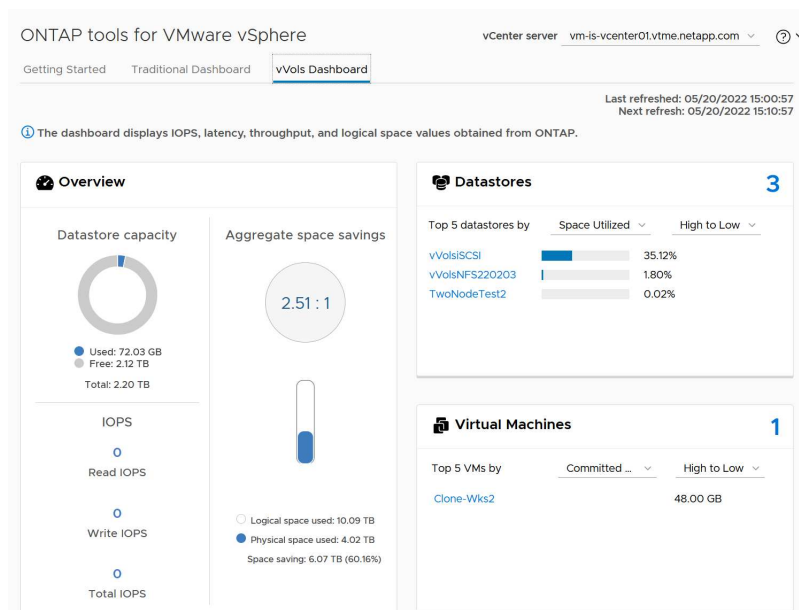 ONTAP tools for VMware vSphere
vCenter server vm-is-vcenter01.vtme.netapp.com
Getting Started Traditional Dashboard vVols Dashboard
Last refreshed: 05/20/2022 15:00:57
Next refresh: 05/20/2022 15:10:57
The dashboard displays IOPS, latency, throughput, and logical space values obtained from ONTAP.
Overview
Datastore capacity
Used: 72.03 GB
Free: 2.12 TB
Total: 2.20 TB
IOPS
0
Read IOPS
0
Write IOPS
0
Total IOPS
Aggregate space savings
2.51 : 1
Logical space used: 10.09 TB
Physical space used: 4.02 TB
Space saving: 6.07 TB (60.16%)
Datastores 3
Top 5 datastores by Space Utilized High to Low
vVolsiSCSI 35.12%
vVolsNFS220203 1.80%
TwoNodeTest2 0.02%
Virtual Machines 1
Top 5 VMs by Committed ... High to Low
Clone-Wks2 48.00 GB